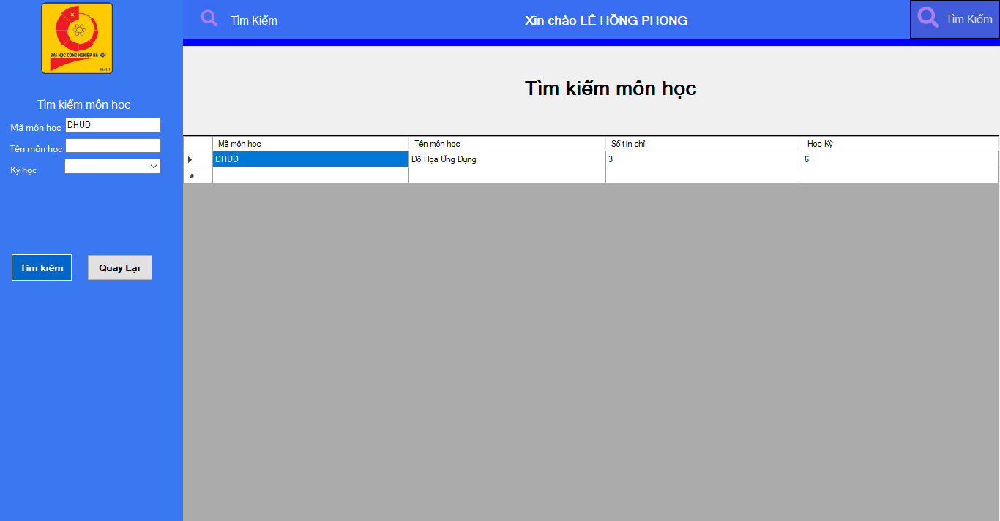 ĐẠI HỌC CÔNG NGHIỆP HÀ NỘI
HaUI
Tìm kiếm môn học
Mã môn học DHUD
Tên môn học
Kỳ học
Tìm kiếm Quay Lại
Tìm Kiếm Xin chào LÊ HỒNG PHONG Tìm Kiếm
Tìm kiếm môn học
Mã môn học Tên môn học Số tín chỉ Học Kỳ
DHUD Đồ Họa Ứng Dụng 3 6